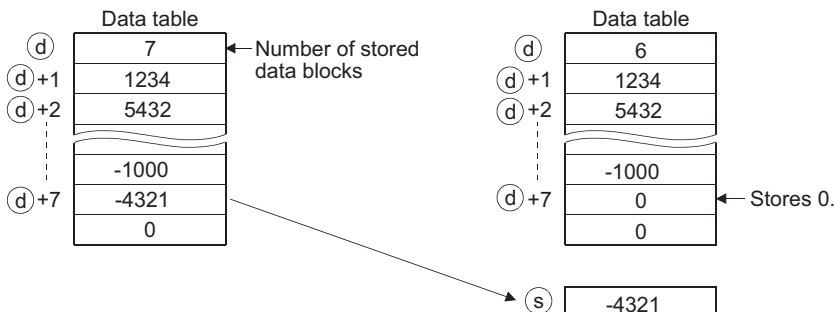 Data table
d 7 Number of stored
data blocks
d +1 1234
d +2 5432
-1000
d +7 -4321
0
Data table
d 6
d +1 1234
d +2 5432
-1000
d +7 0 Stores 0.
0
s -4321